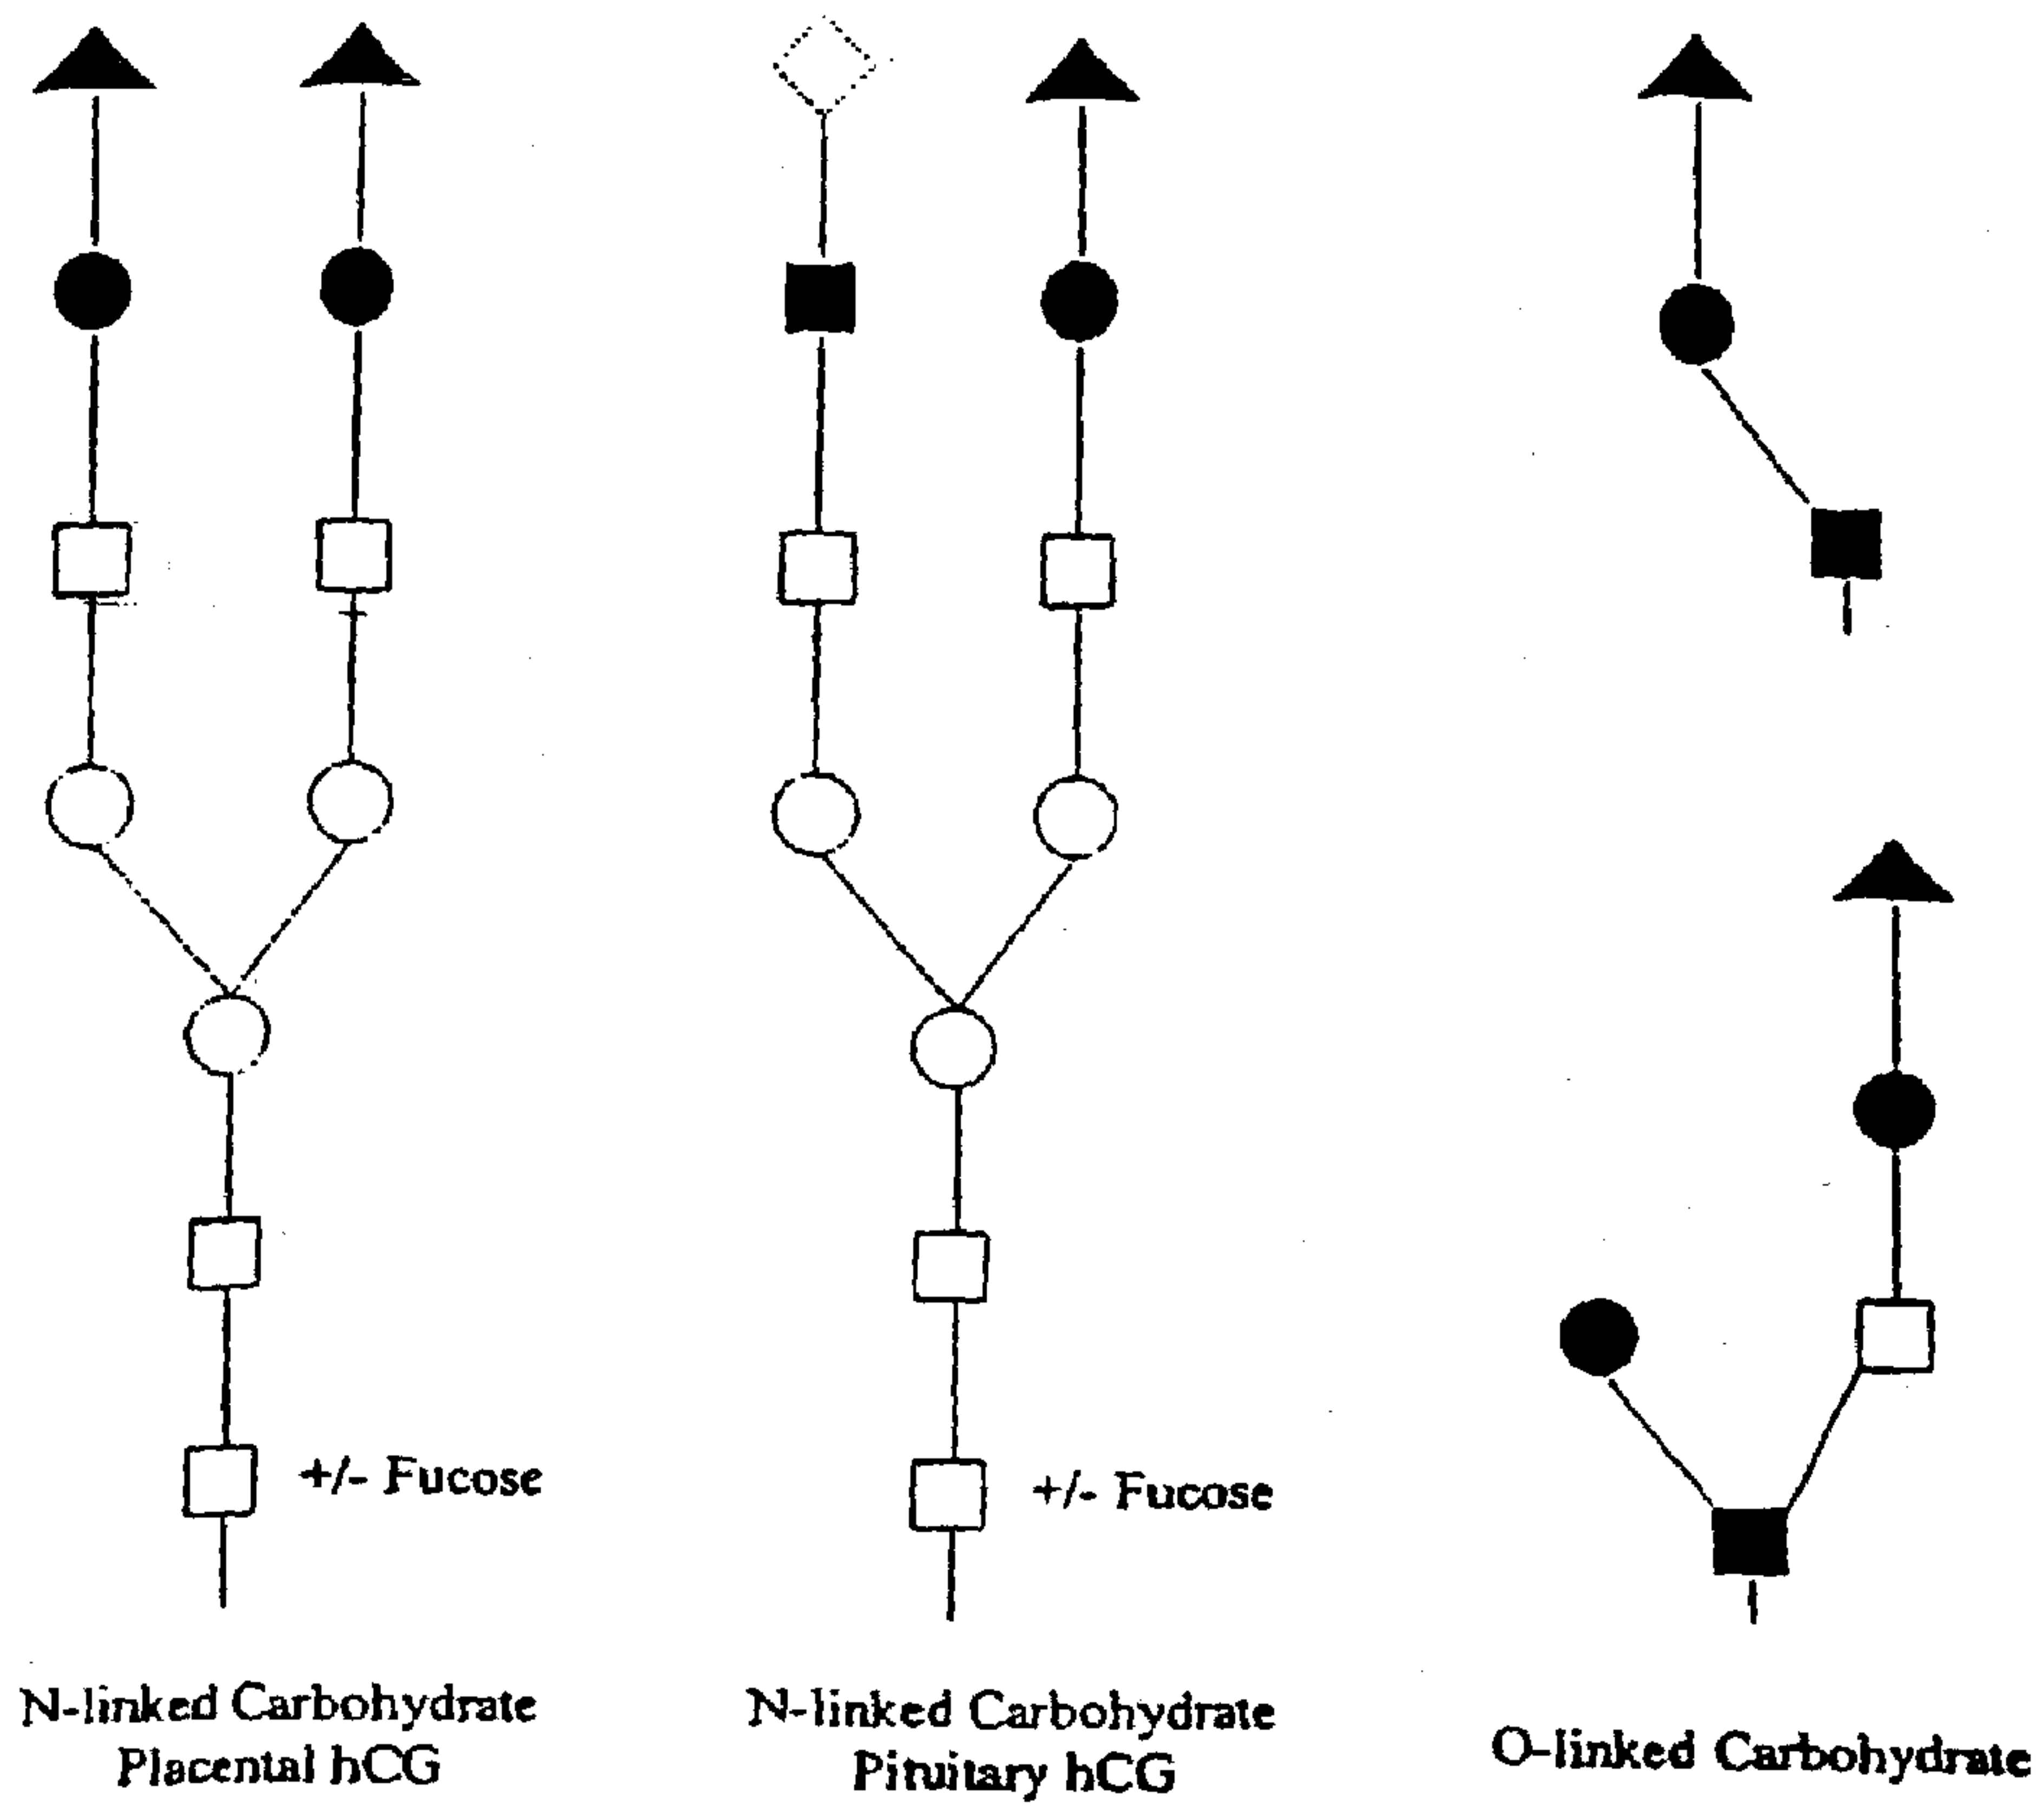 +/- Fucose
+/- Fucose
N-linked Carbohydrate
Placental hCG
N-linked Carbohydrate
Pituitary hCG
O-linked Carbohydrate